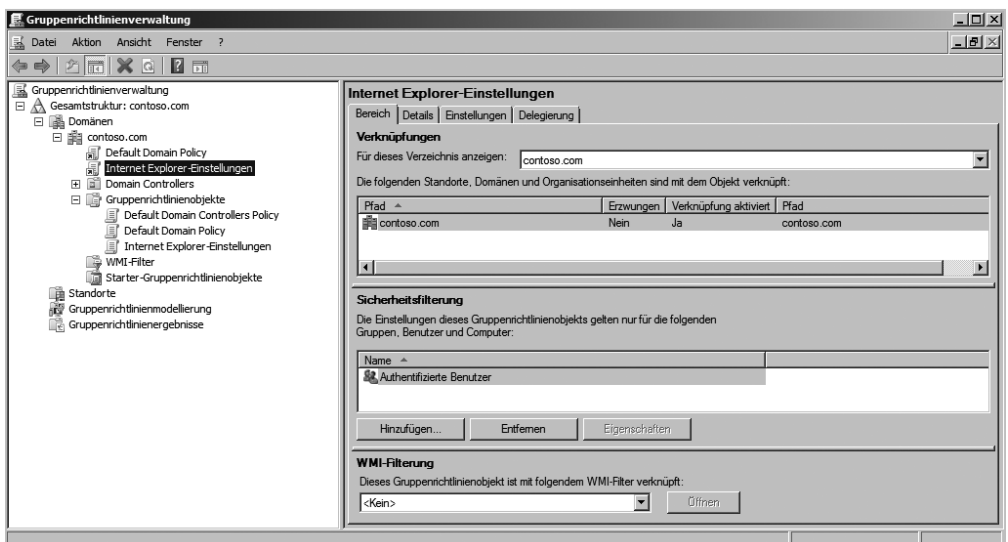 Gruppenrichtlinienverwaltung
Datei Aktion Ansicht Fenster ?
Gruppenrichtlinienverwaltung
Gesamtstruktur: contoso.com
Domänen
contoso.com
Default Domain Policy
Internet Explorer-Einstellungen
Domain Controllers
Gruppenrichtlinienobjekte
Default Domain Controllers Policy
Default Domain Policy
Internet Explorer-Einstellungen
WMI-Filter
Starter-Gruppenrichtlinienobjekte
Standorte
Gruppenrichtlinienmodellierung
Gruppenrichtlinienergebnisse
Internet Explorer-Einstellungen
Bereich Details Einstellungen Delegierung
Verknüpfungen
Für dieses Verzeichnis anzeigen: contoso.com
Die folgenden Standorte, Domänen und Organisationseinheiten sind mit dem Objekt verknüpft:
Pfad Erzwungen Verknüpfung aktiviert Pfad
contoso.com Nein Ja contoso.com
Sicherheitsfilterung
Die Einstellungen dieses Gruppenrichtlinienobjekts gelten nur für die folgenden
Gruppen, Benutzer und Computer:
Name
Authentifizierte Benutzer
Hinzufügen... Entfernen Eigenschaften
WMI-Filterung
Dieses Gruppenrichtlinienobjekt ist mit folgendem WMI-Filter verknüpft:
<Kein> Öffnen